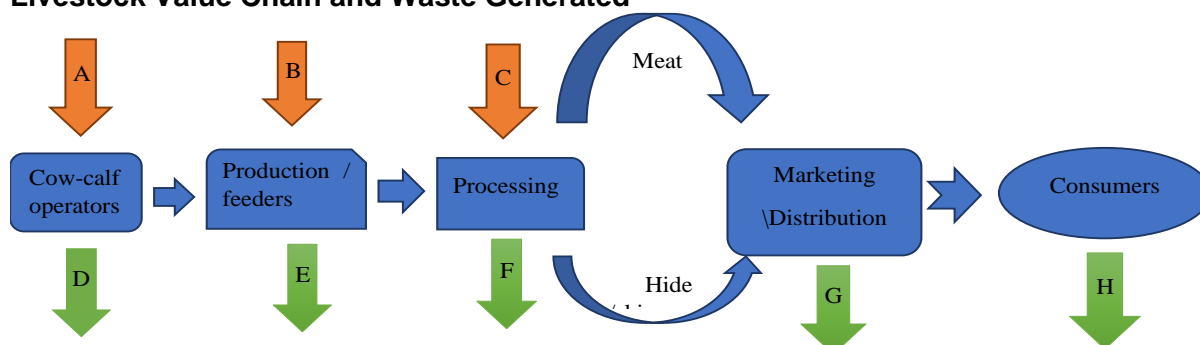 Livestock Value Chain and Waste Generated
A
B
C
Meat
Cow-calf
operators
Production /
feeders
Processing
Marketing
\Distribution
Consumers
D
E
F
Hide
G
H